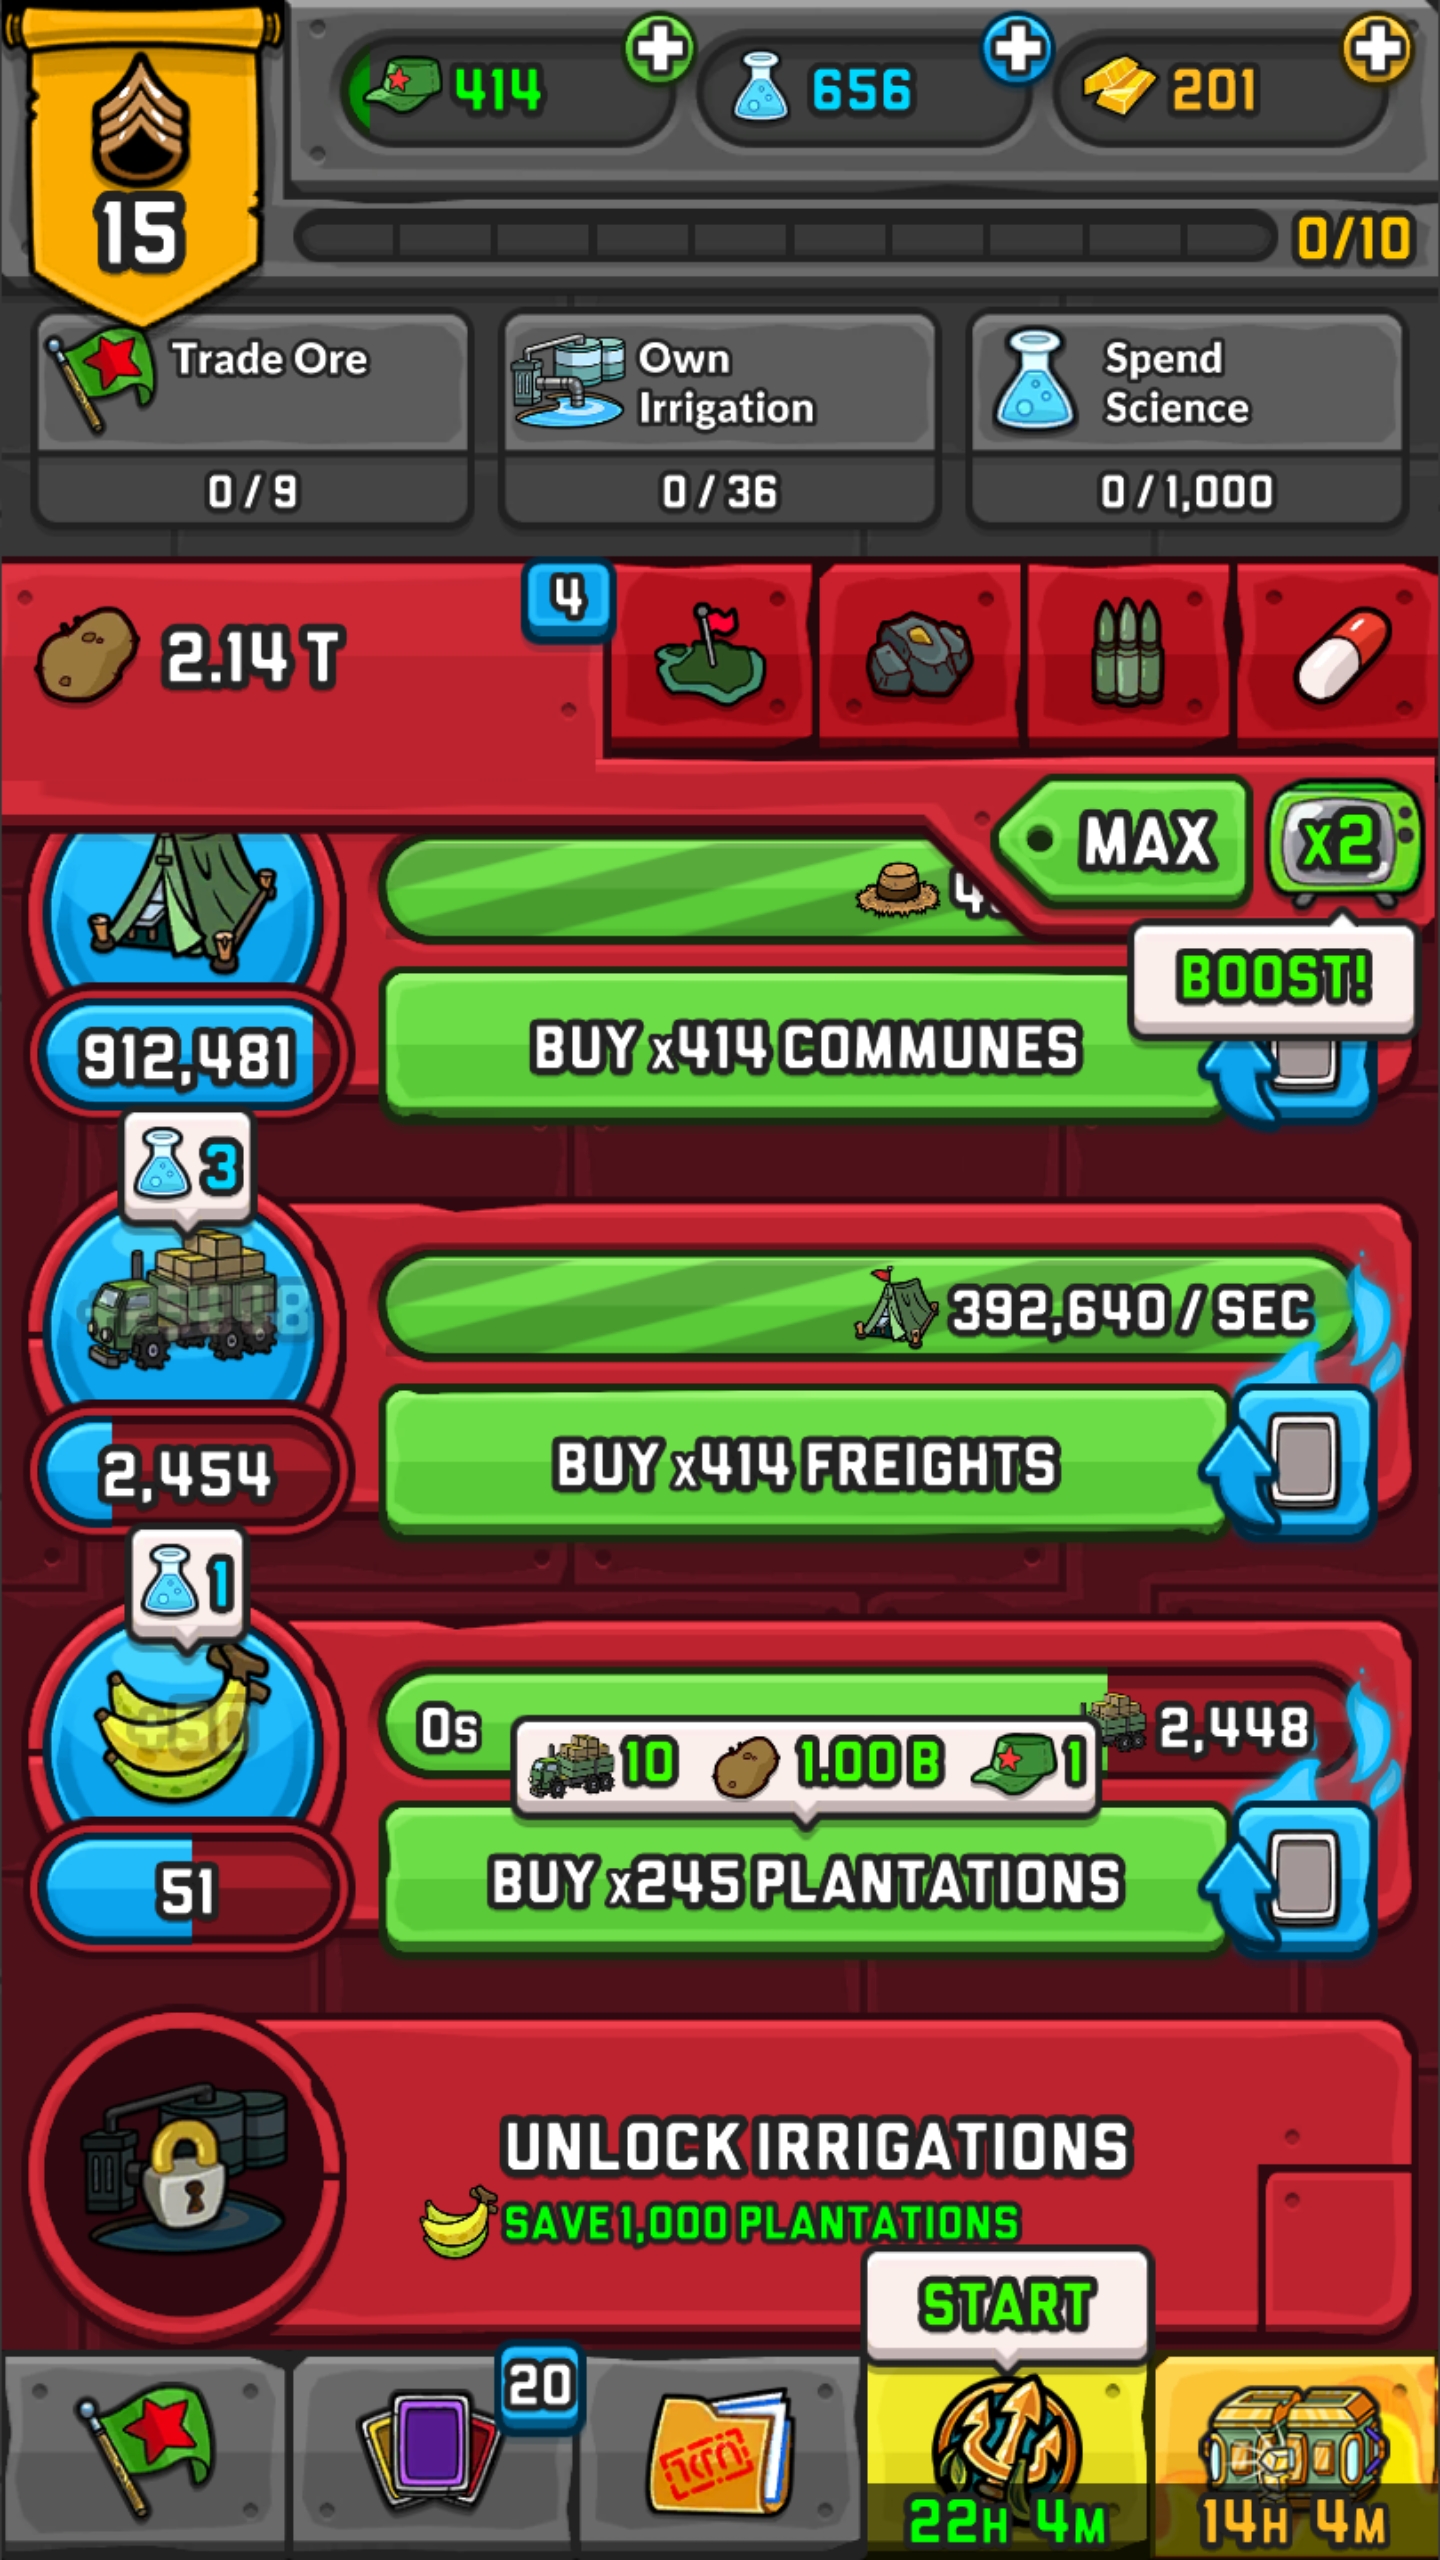 414
656
201
15
0/10
Trade Ore
Own
Irrigation
Spend
Science
0 / 9
0 / 36
0 / 1,000
2.14 T
4
MAX
x2
BOOST!
BUY x414 COMMUNES
912,481
3
392,640 / SEC
BUY x414 FREIGHTS
2,454
1
0s
2,448
10
1.00 B
1
BUY x245 PLANTATIONS
51
UNLOCK IRRIGATIONS
SAVE 1,000 PLANTATIONS
START
20
22H 4M
14H 4M